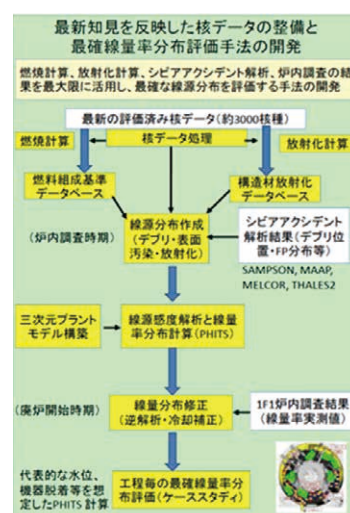 最新知見を反映した核データの整備と
最確線量率分布評価手法の開発
燃焼計算、放射化計算、シビアアクシデント解析、炉内調査の結
果を最大限に活用し、最確な線源分布を評価する手法の開発
最新の評価済み核データ(約3000核種)
燃焼計算
核データ処理
放射化計算
燃料組成基準
データベース
構造材放射化
データベース
(炉内調査時期)
線源分布作成
(デブリ・表面
汚染・放射化)
シビアアクシデント
解析結果(デブリ位
置・FP分布等)
SAMPSON, MAAP,
MELCOR, THALES2
三次元プラント
モデル構築
線源感度解析と線量
率分布計算(PHITS)
(廃炉開始時期)
線量分布修正
(逆解析・冷却補正)
1F1炉内調査結果
(線量率実測値)
代表的な水位、
機器脱着等を想
定したPHITS 計算
工程毎の最確線量率分
布評価(ケーススタディ)